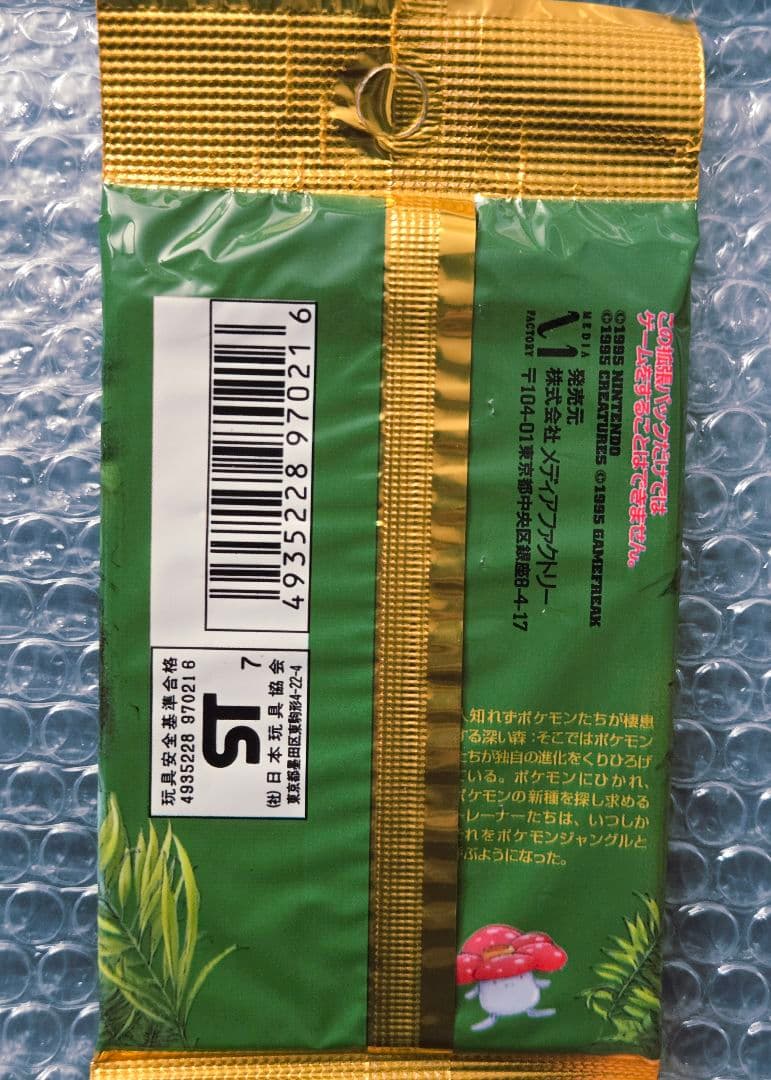 この拡張パックだけでは
ゲームをすることはできません。
©1995 NINTENDO
©1995 CREATURES ©1995 GAMEFREAK
MEDIA
FACTORY
発売元
株式会社 メディアファクトリー
〒104-01東京都中央区銀座8-4-17
4935228970216
玩具安全基準合格
4935228 970216
ST
7
(社)日本玩具協会
東京都墨田区東駒形4-22-4
知れずポケモンたちが棲息
する深い森:そこではポケモン
たちが独自の進化をくりひろげ
ている。ポケモンにひかれ、
ポケモンの新種を探し求める
トレーナーたちは、いつしか
それをポケモンジャングルと
ぶようになった。